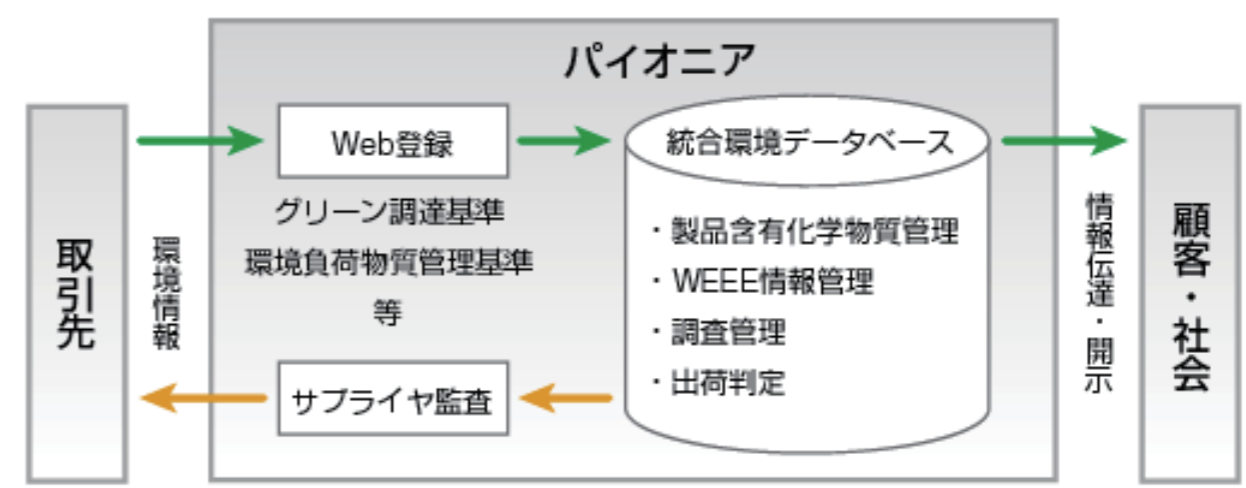 パイオニア
取引先
環境情報
Web登録
グリーン調達基準
環境負荷物質管理基準
等
サプライヤ監査
統合環境データベース
・製品含有化学物質管理
・WEEE情報管理
・調査管理
・出荷判定
情報伝達・開示
顧客・社会